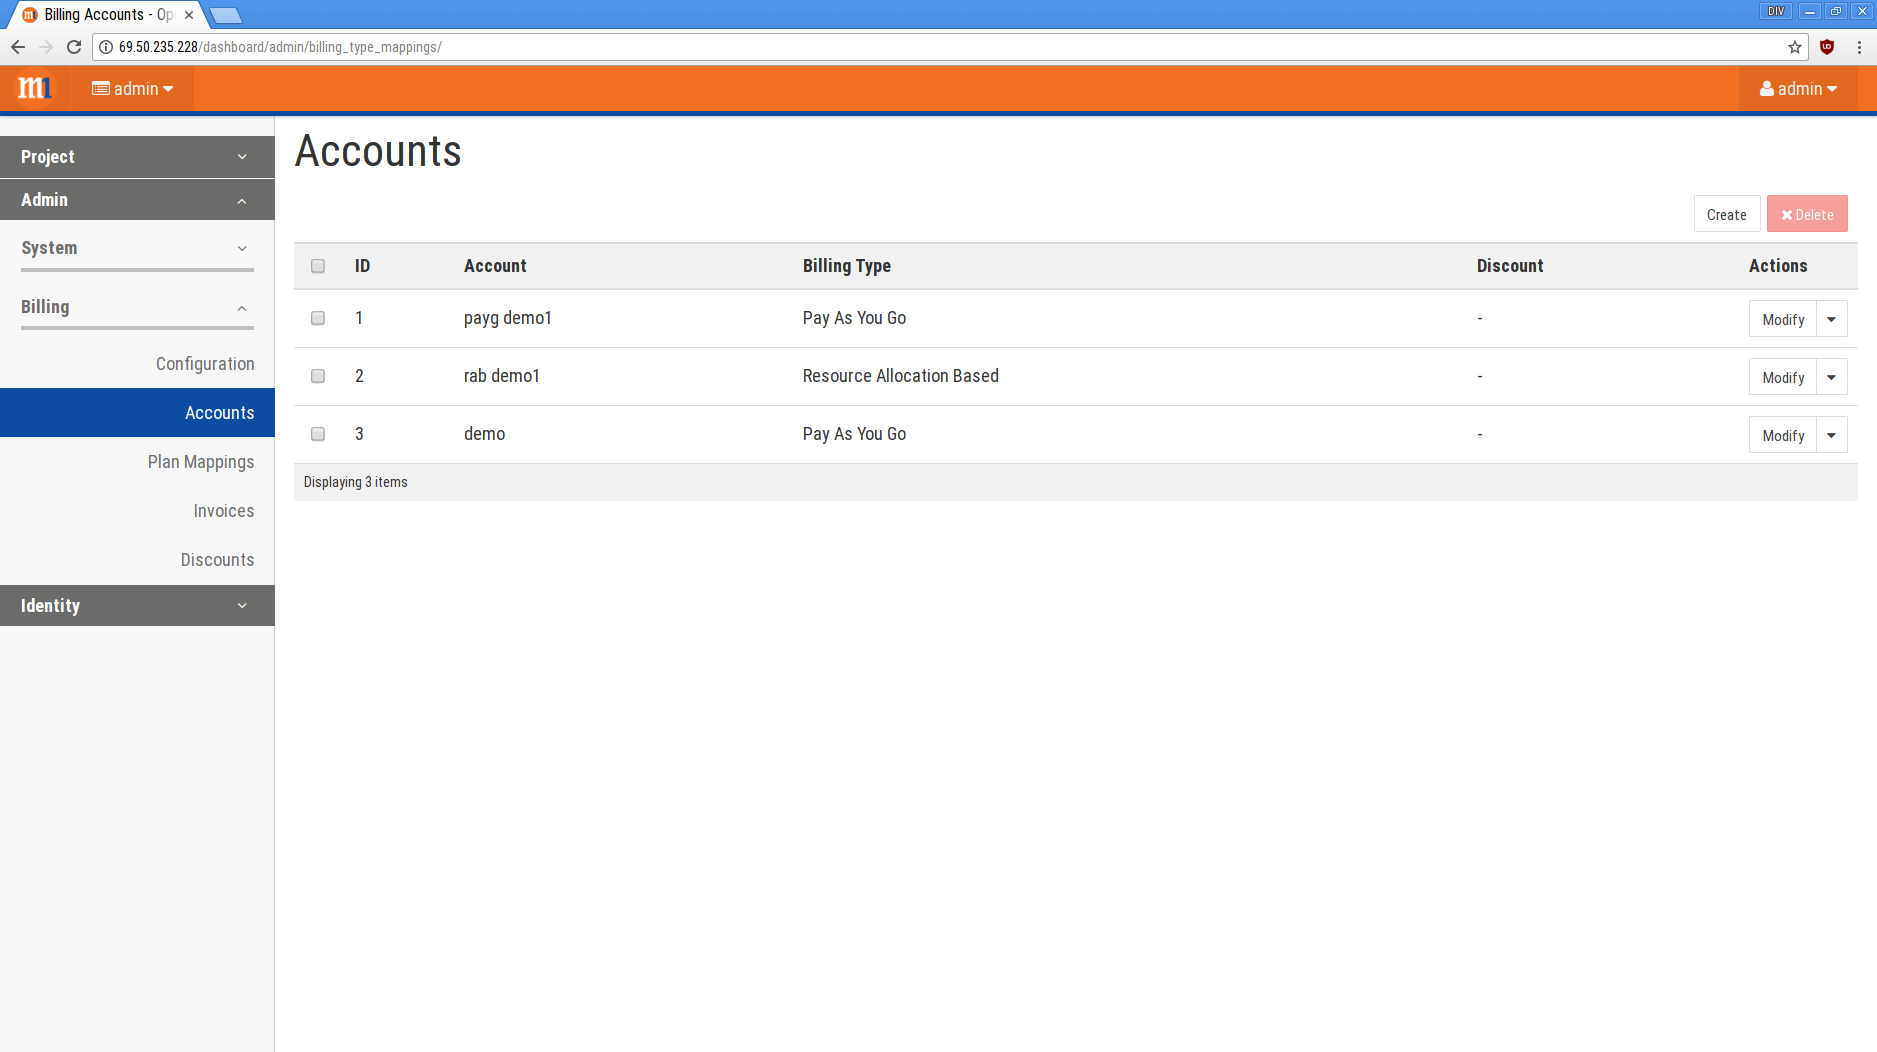 Billing Accounts - Op
DIV
69.50.235.228/dashboard/admin/billing_type_mappings/
m1
admin
admin
Project
Admin
System
Billing
Configuration
Accounts
Plan Mappings
Invoices
Discounts
Identity
Accounts
Create
Delete
ID Account Billing Type Discount Actions
1 payg demo1 Pay As You Go - Modify
2 rab demo1 Resource Allocation Based - Modify
3 demo Pay As You Go - Modify
Displaying 3 items